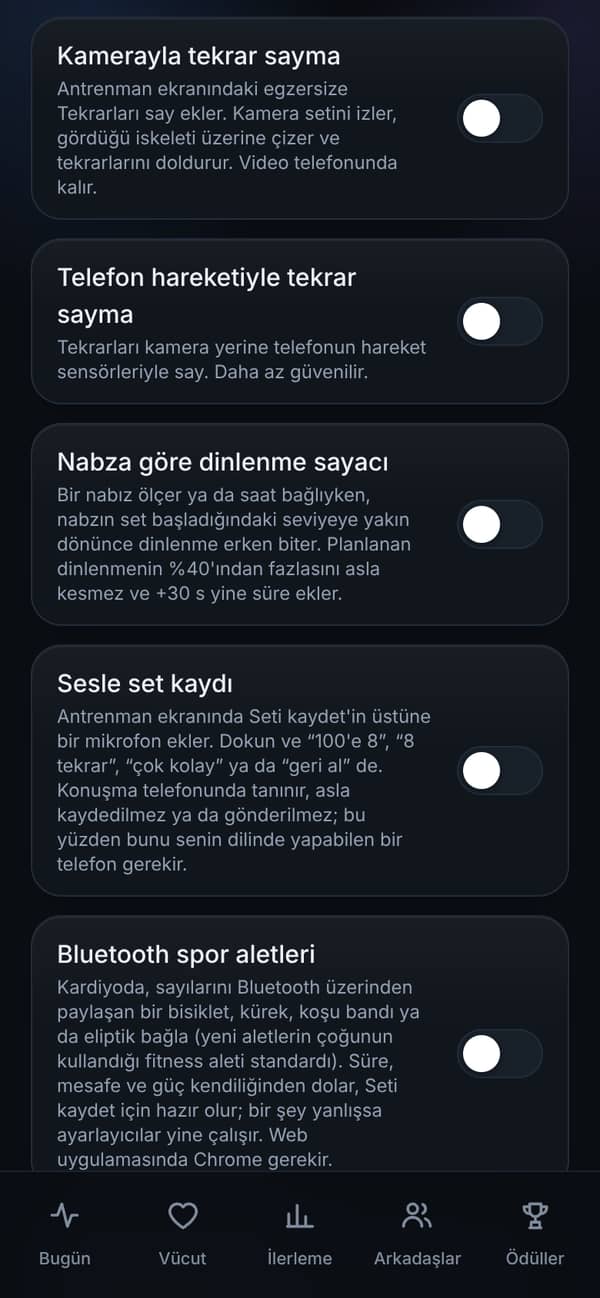 Kamerayla tekrar sayma
Antrenman ekranındaki egzersize
Tekrarları say ekler. Kamera setini izler,
gördüğü iskeleti üzerine çizer ve
tekrarlarını doldurur. Video telefonunda
kalır.
Telefon hareketiyle tekrar
sayma
Tekrarları kamera yerine telefonun hareket
sensörleriyle say. Daha az güvenilir.
Nabza göre dinlenme sayacı
Bir nabız ölçer ya da saat bağlıyken,
nabzın set başladığındaki seviyeye yakın
dönünce dinlenme erken biter. Planlanan
dinlenmenin %40'ından fazlasını asla
kesmez ve +30 s yine süre ekler.
Sesle set kaydı
Antrenman ekranında Seti kaydet'in üstüne
bir mikrofon ekler. Dokun ve “100'e 8”, “8
tekrar”, “çok kolay” ya da “geri al” de.
Konuşma telefonunda tanınır, asla
kaydedilmez ya da gönderilmez; bu
yüzden bunu senin dilinde yapabilen bir
telefon gerekir.
Bluetooth spor aletleri
Kardiyoda, sayılarını Bluetooth üzerinden
paylaşan bir bisiklet, kürek, koşu bandı ya
da eliptik bağla (yeni aletlerin çoğunun
kullandığı fitness aleti standardı). Süre,
mesafe ve güç kendiliğinden dolar, Seti
kaydet için hazır olur; bir şey yanlışsa
ayarlayıcılar yine çalışır. Web
uygulamasında Chrome gerekir.
Bugün
Vücut
İlerleme
Arkadaşlar
Ödüller